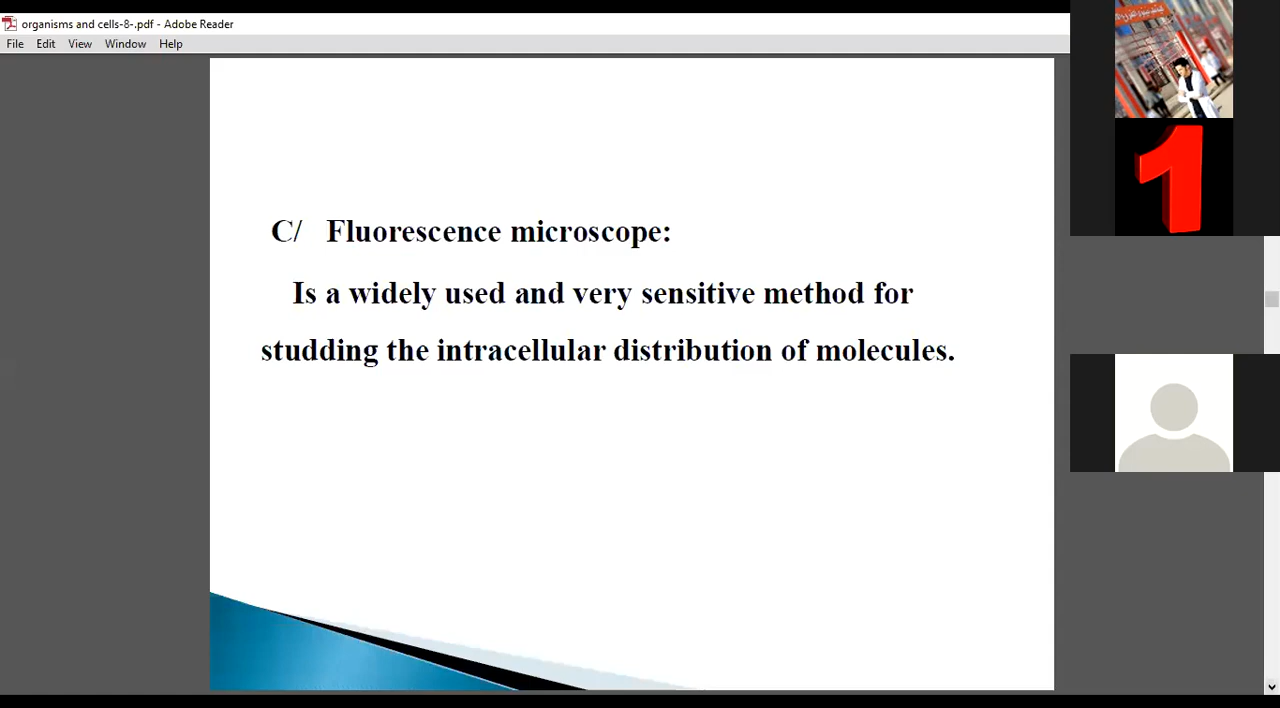 organisms and cells-8-.pdf - Adobe Reader
File Edit View Window Help
C/ Fluorescence microscope:
Is a widely used and very sensitive method for
studding the intracellular distribution of molecules.
1